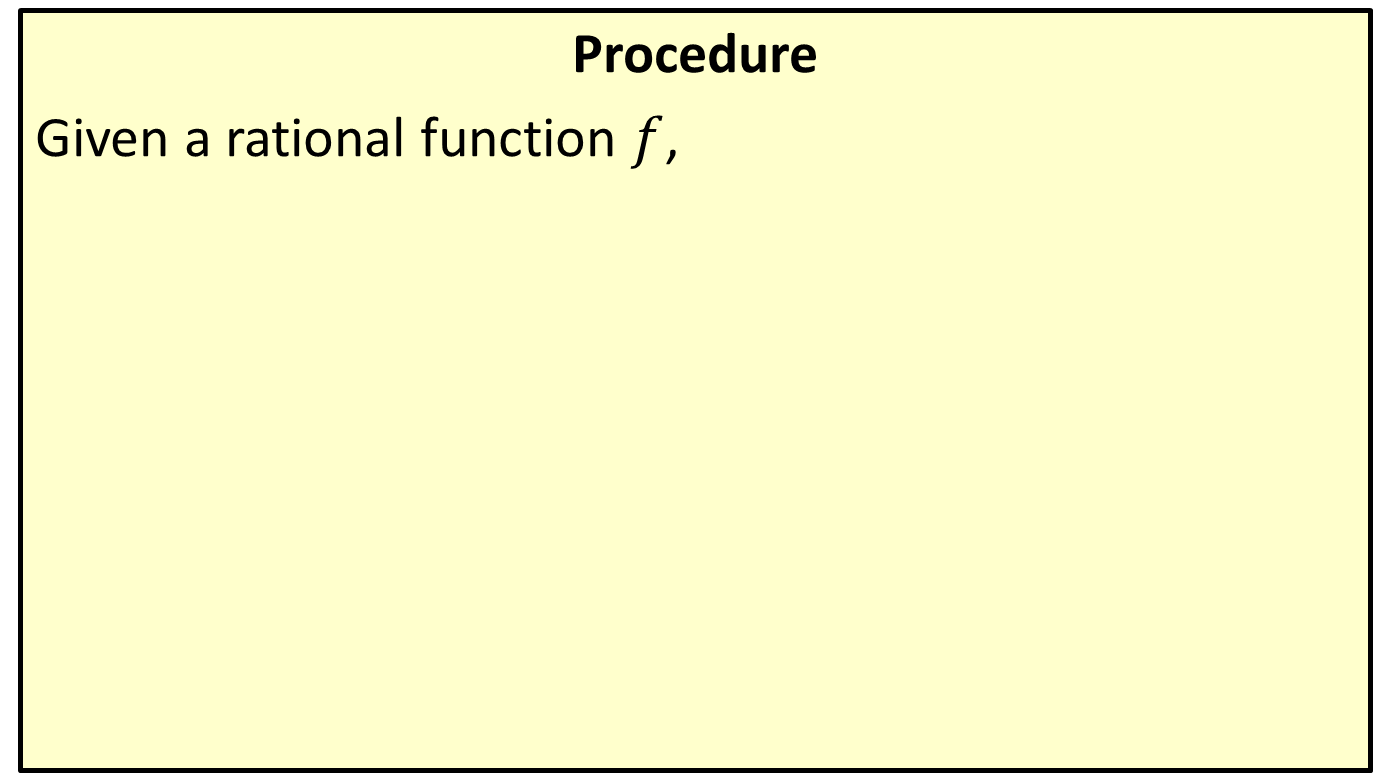 Procedure
Given a rational function f,